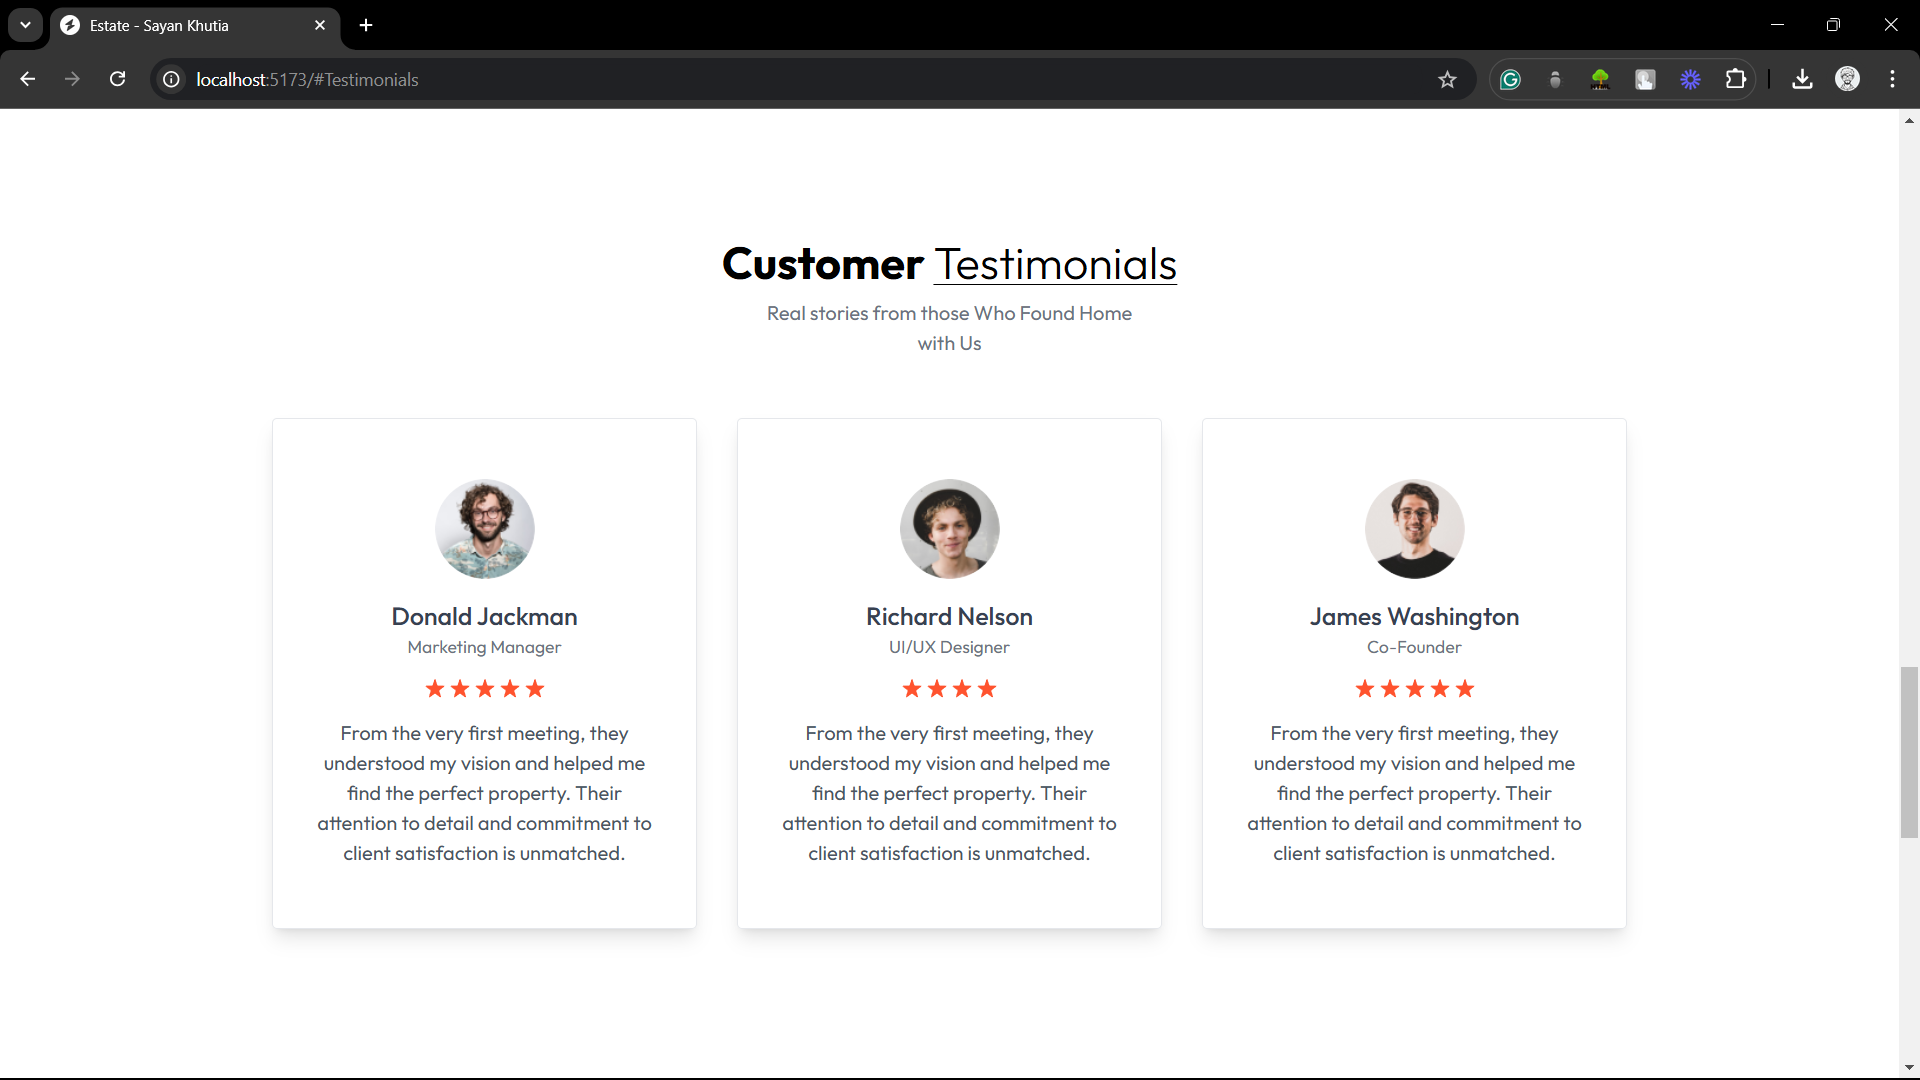 Estate - Sayan Khutia
localhost:5173/#Testimonials
Customer Testimonials
Real stories from those Who Found Home
with Us
Donald Jackman
Marketing Manager
From the very first meeting, they
understood my vision and helped me
find the perfect property. Their
attention to detail and commitment to
client satisfaction is unmatched.
Richard Nelson
UI/UX Designer
From the very first meeting, they
understood my vision and helped me
find the perfect property. Their
attention to detail and commitment to
client satisfaction is unmatched.
James Washington
Co-Founder
From the very first meeting, they
understood my vision and helped me
find the perfect property. Their
attention to detail and commitment to
client satisfaction is unmatched.